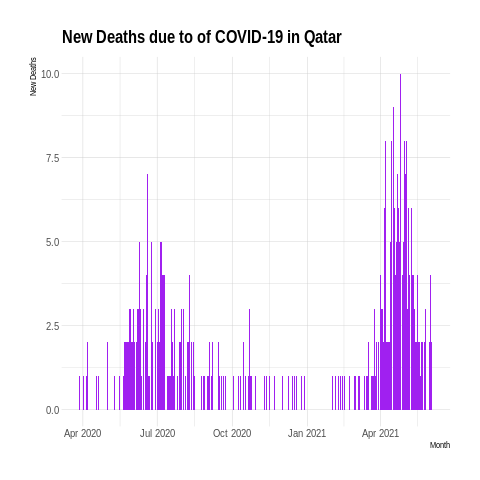 New Deaths due to of COVID-19 in Qatar
New Deaths
10.0
7.5
5.0
2.5
0.0
Apr 2020 Jul 2020 Oct 2020 Jan 2021 Apr 2021
Month